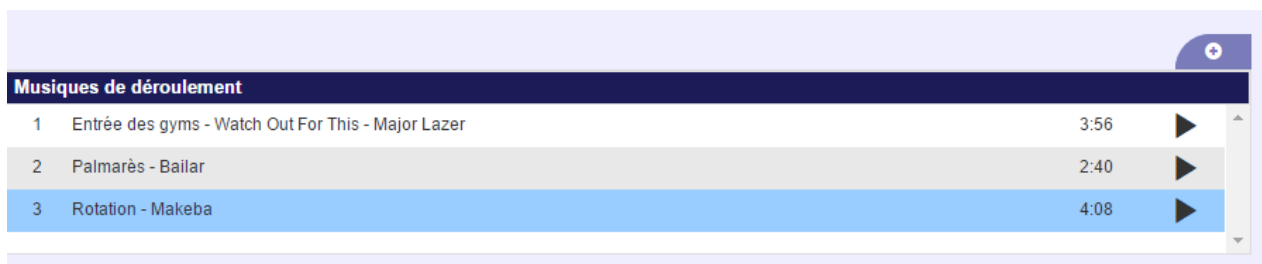 Musiques de déroulement
1 Entrée des gyms - Watch Out For This - Major Lazer 3:56
2 Palmarès - Bailar 2:40
3 Rotation - Makeba 4:08